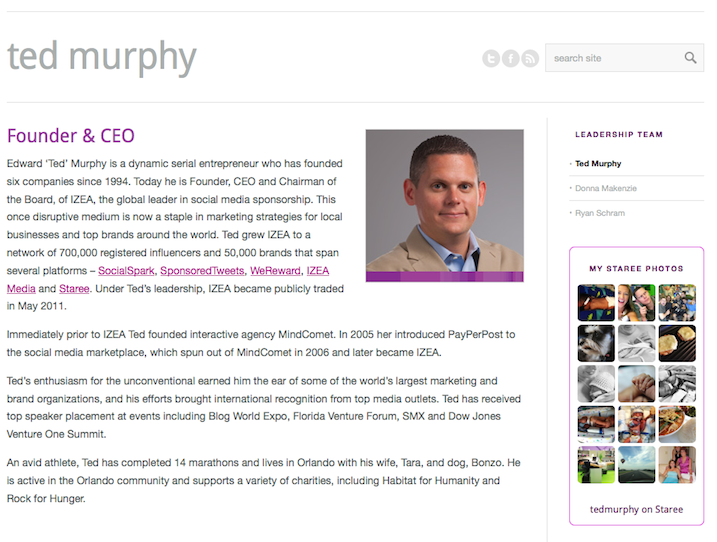 ted murphy
search site
Founder & CEO
Edward ‘Ted’ Murphy is a dynamic serial entrepreneur who has founded
six companies since 1994. Today he is Founder, CEO and Chairman of
the Board, of IZEA, the global leader in social media sponsorship. This
once disruptive medium is now a staple in marketing strategies for local
businesses and top brands around the world. Ted grew IZEA to a
network of 700,000 registered influencers and 50,000 brands that span
several platforms – SocialSpark, SponsoredTweets, WeReward, IZEA
Media and Staree. Under Ted’s leadership, IZEA became publicly traded
in May 2011.
Immediately prior to IZEA Ted founded interactive agency MindComet. In 2005 her introduced PayPerPost to
the social media marketplace, which spun out of MindComet in 2006 and later became IZEA.
Ted’s enthusiasm for the unconventional earned him the ear of some of the world’s largest marketing and
brand organizations, and his efforts brought international recognition from top media outlets. Ted has received
top speaker placement at events including Blog World Expo, Florida Venture Forum, SMX and Dow Jones
Venture One Summit.
An avid athlete, Ted has completed 14 marathons and lives in Orlando with his wife, Tara, and dog, Bonzo. He
is active in the Orlando community and supports a variety of charities, including Habitat for Humanity and
Rock for Hunger.
LEADERSHIP TEAM
Ted Murphy
Donna Makenzie
Ryan Schram
MY STAREE PHOTOS
tedmurphy on Staree